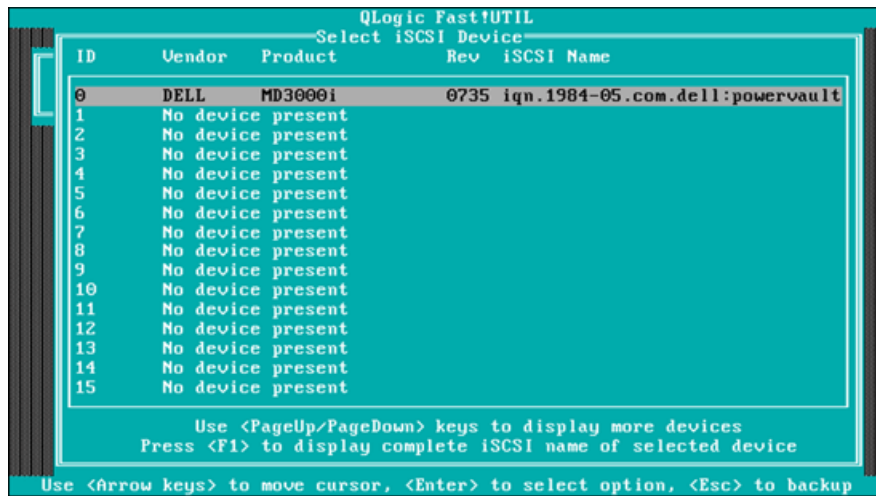 QLogic Fast!UTIL
Select iSCSI Device
ID Vendor Product Rev iSCSI Name
0 DELL MD3000i 0735 iqn.1984-05.com.dell:powervault
1 No device present
2 No device present
3 No device present
4 No device present
5 No device present
6 No device present
7 No device present
8 No device present
9 No device present
10 No device present
11 No device present
12 No device present
13 No device present
14 No device present
15 No device present
Use <PageUp/PageDown> keys to display more devices
Press <F1> to display complete iSCSI name of selected device
Use <Arrow keys> to move cursor, <Enter> to select option, <Esc> to backup